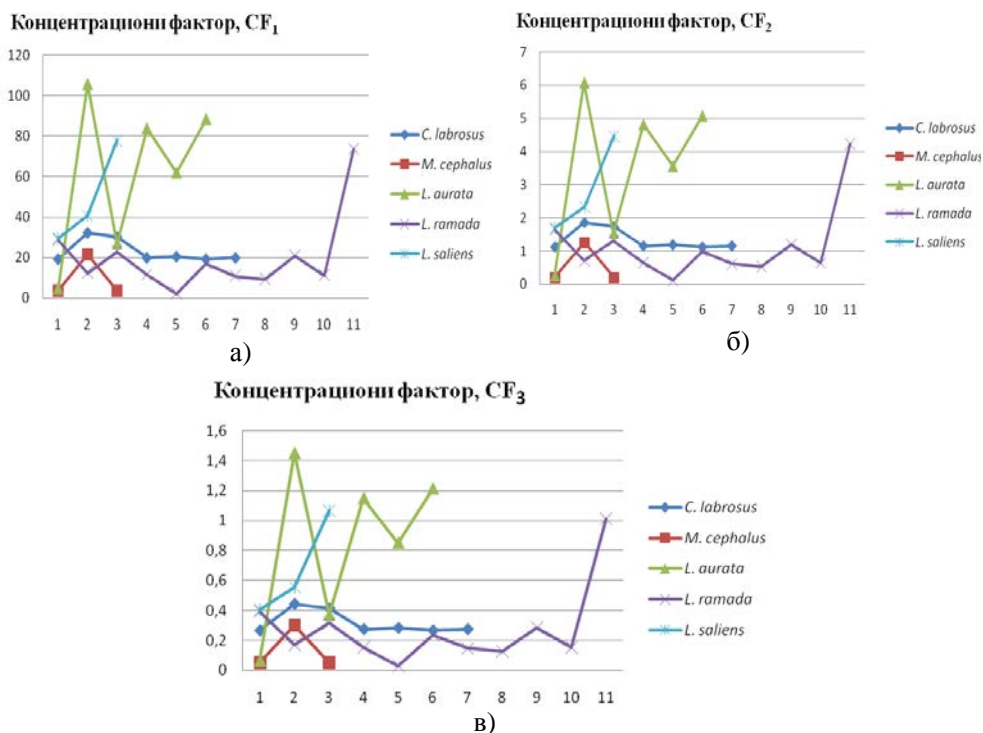 Концентрациони фактор, CF₁
120
100
80
60
40
20
0
1 2 3 4 5 6 7 8 9 10 11
C. labrosus
M. cephalus
L. aurata
L. ramada
L. saliens
а)
Концентрациони фактор, CF₂
7
6
5
4
3
2
1
0
1 2 3 4 5 6 7 8 9 10 11
C. labrosus
M. cephalus
L. aurata
L. ramada
L. saliens
б)
Концентрациони фактор, CF₃
1,6
1,4
1,2
1
0,8
0,6
0,4
0,2
0
1 2 3 4 5 6 7 8 9 10 11
C. labrosus
M. cephalus
L. aurata
L. ramada
L. saliens
в)